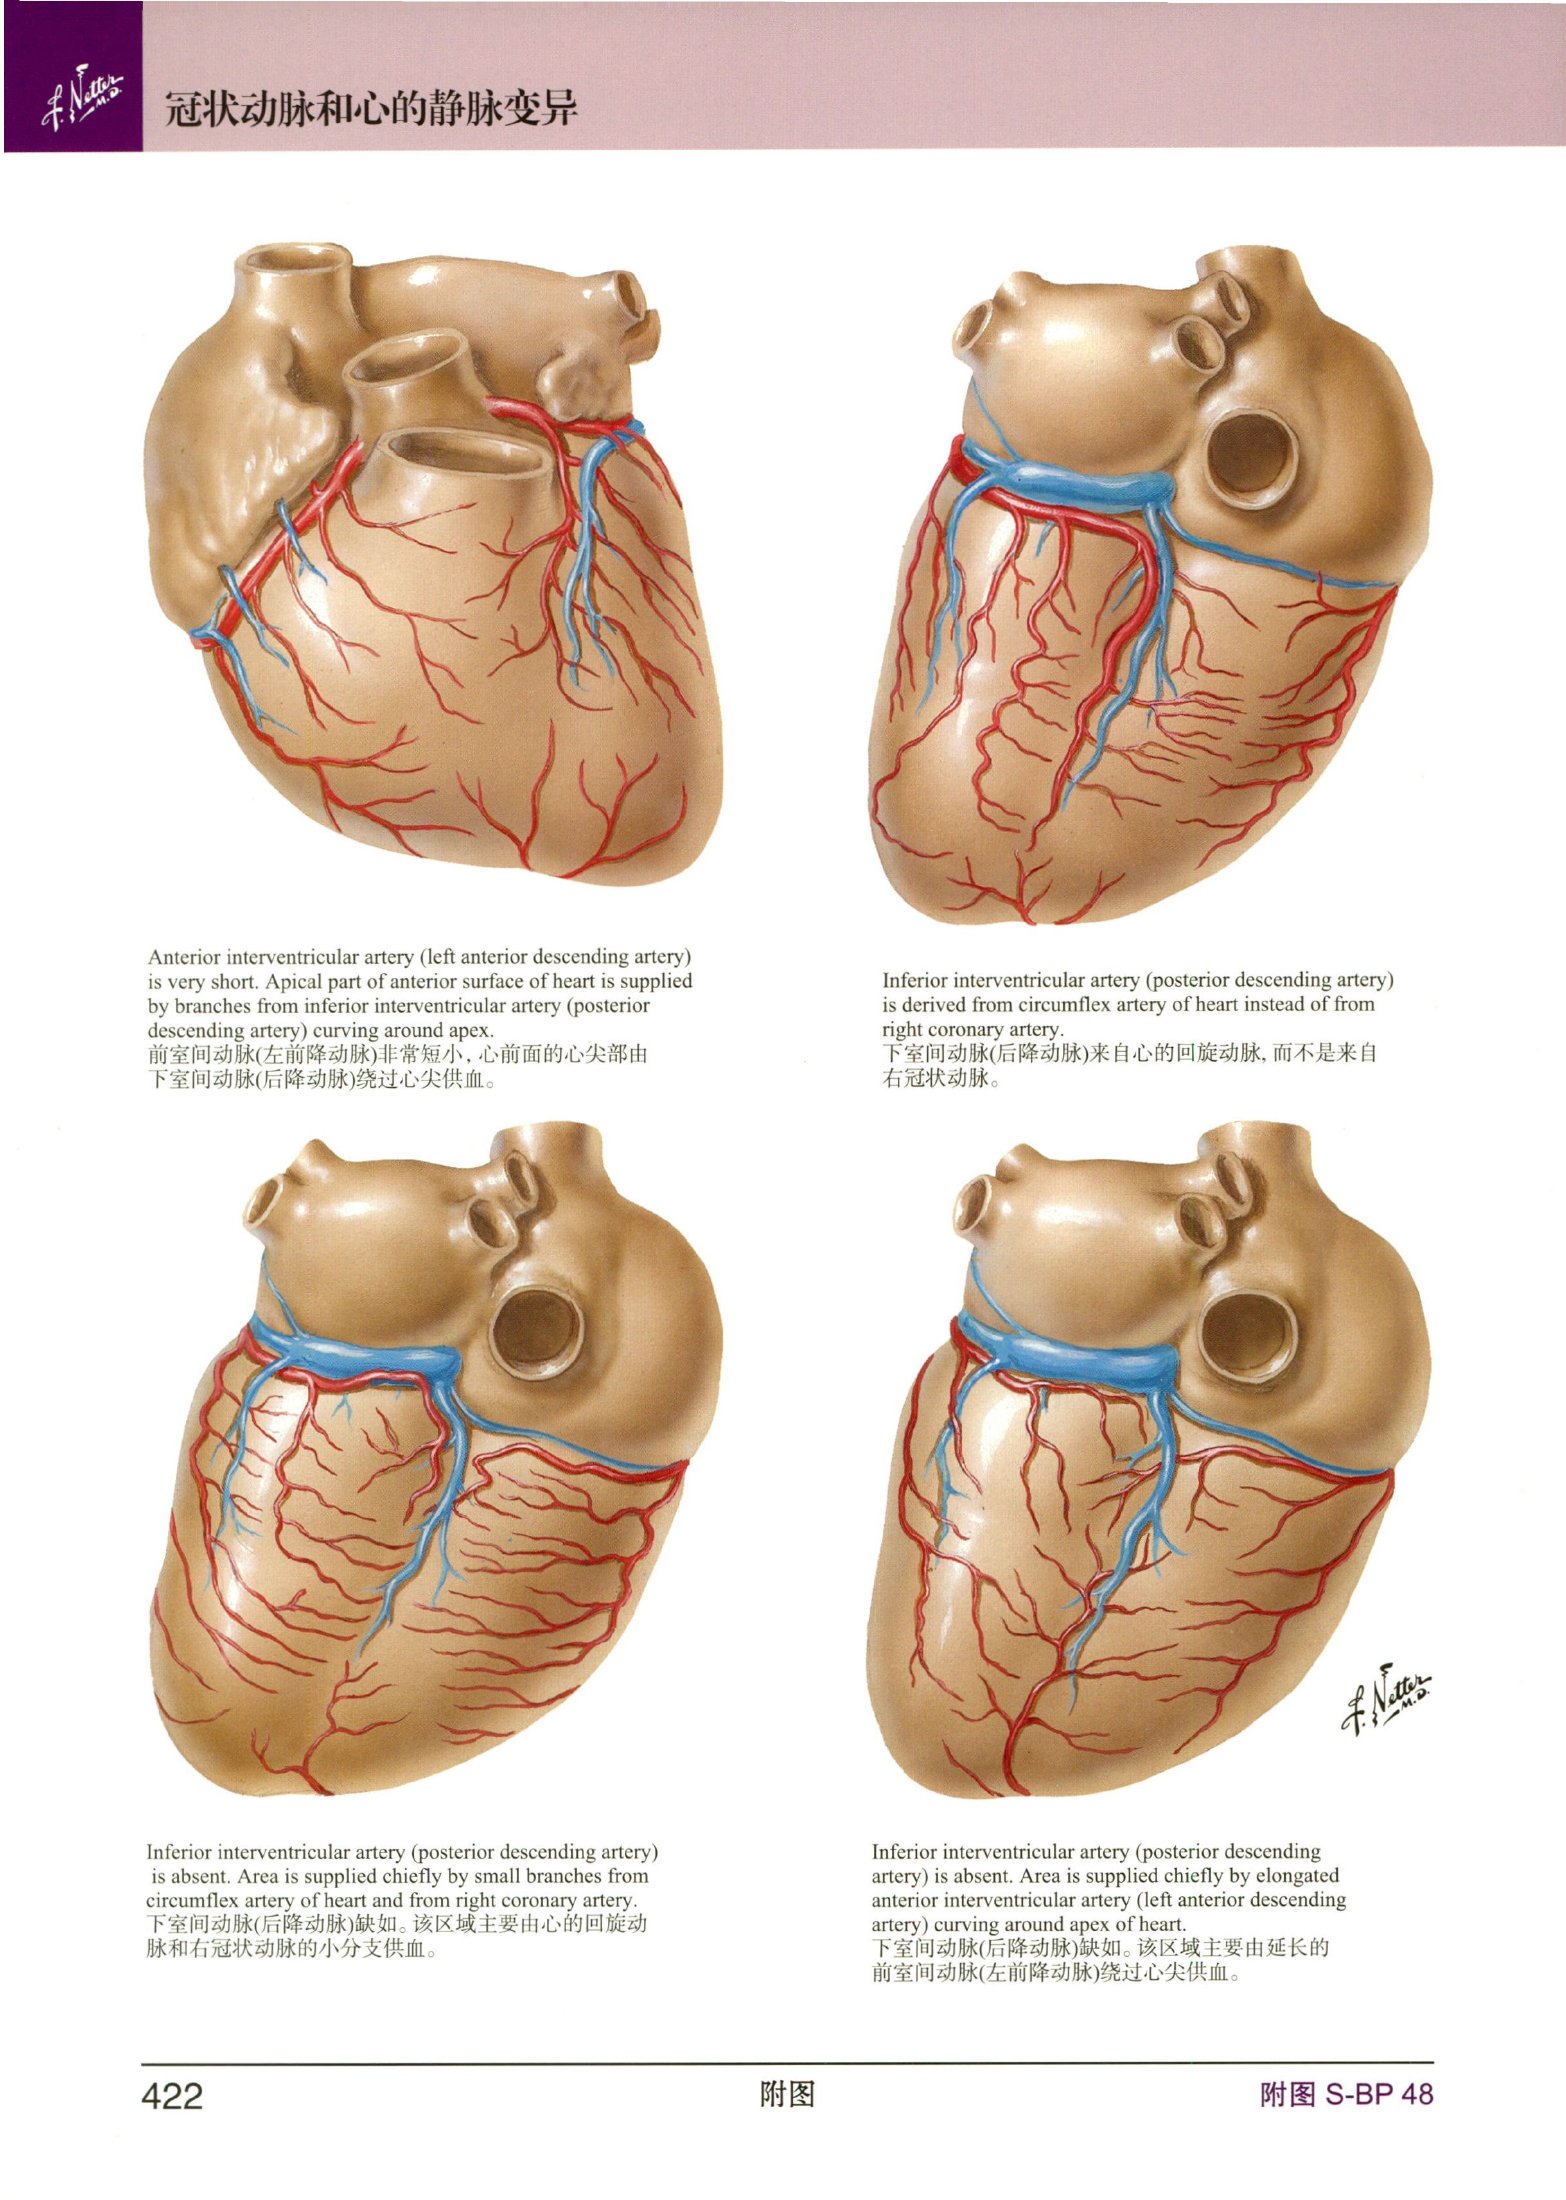 F. Netter M.D.
冠状动脉和心的静脉变异
Anterior interventricular artery (left anterior descending artery)
is very short. Apical part of anterior surface of heart is supplied
by branches from inferior interventricular artery (posterior
descending artery) curving around apex.
前室间动脉(左前降动脉)非常短小，心前面的心尖部由
下室间动脉(后降动脉)绕过心尖供血。
Inferior interventricular artery (posterior descending artery)
is derived from circumflex artery of heart instead of from
right coronary artery.
下室间动脉(后降动脉)来自心的回旋动脉，而不是来自
右冠状动脉。
Inferior interventricular artery (posterior descending artery)
is absent. Area is supplied chiefly by small branches from
circumflex artery of heart and from right coronary artery.
下室间动脉(后降动脉)缺如。该区域主要由心的回旋动
脉和右冠状动脉的小分支供血。
Inferior interventricular artery (posterior descending
artery) is absent. Area is supplied chiefly by elongated
anterior interventricular artery (left anterior descending
artery) curving around apex of heart.
下室间动脉(后降动脉)缺如。该区域主要由延长的
前室间动脉(左前降动脉)绕过心尖供血。
F. Netter M.D.
422
附图
附图 S-BP 48